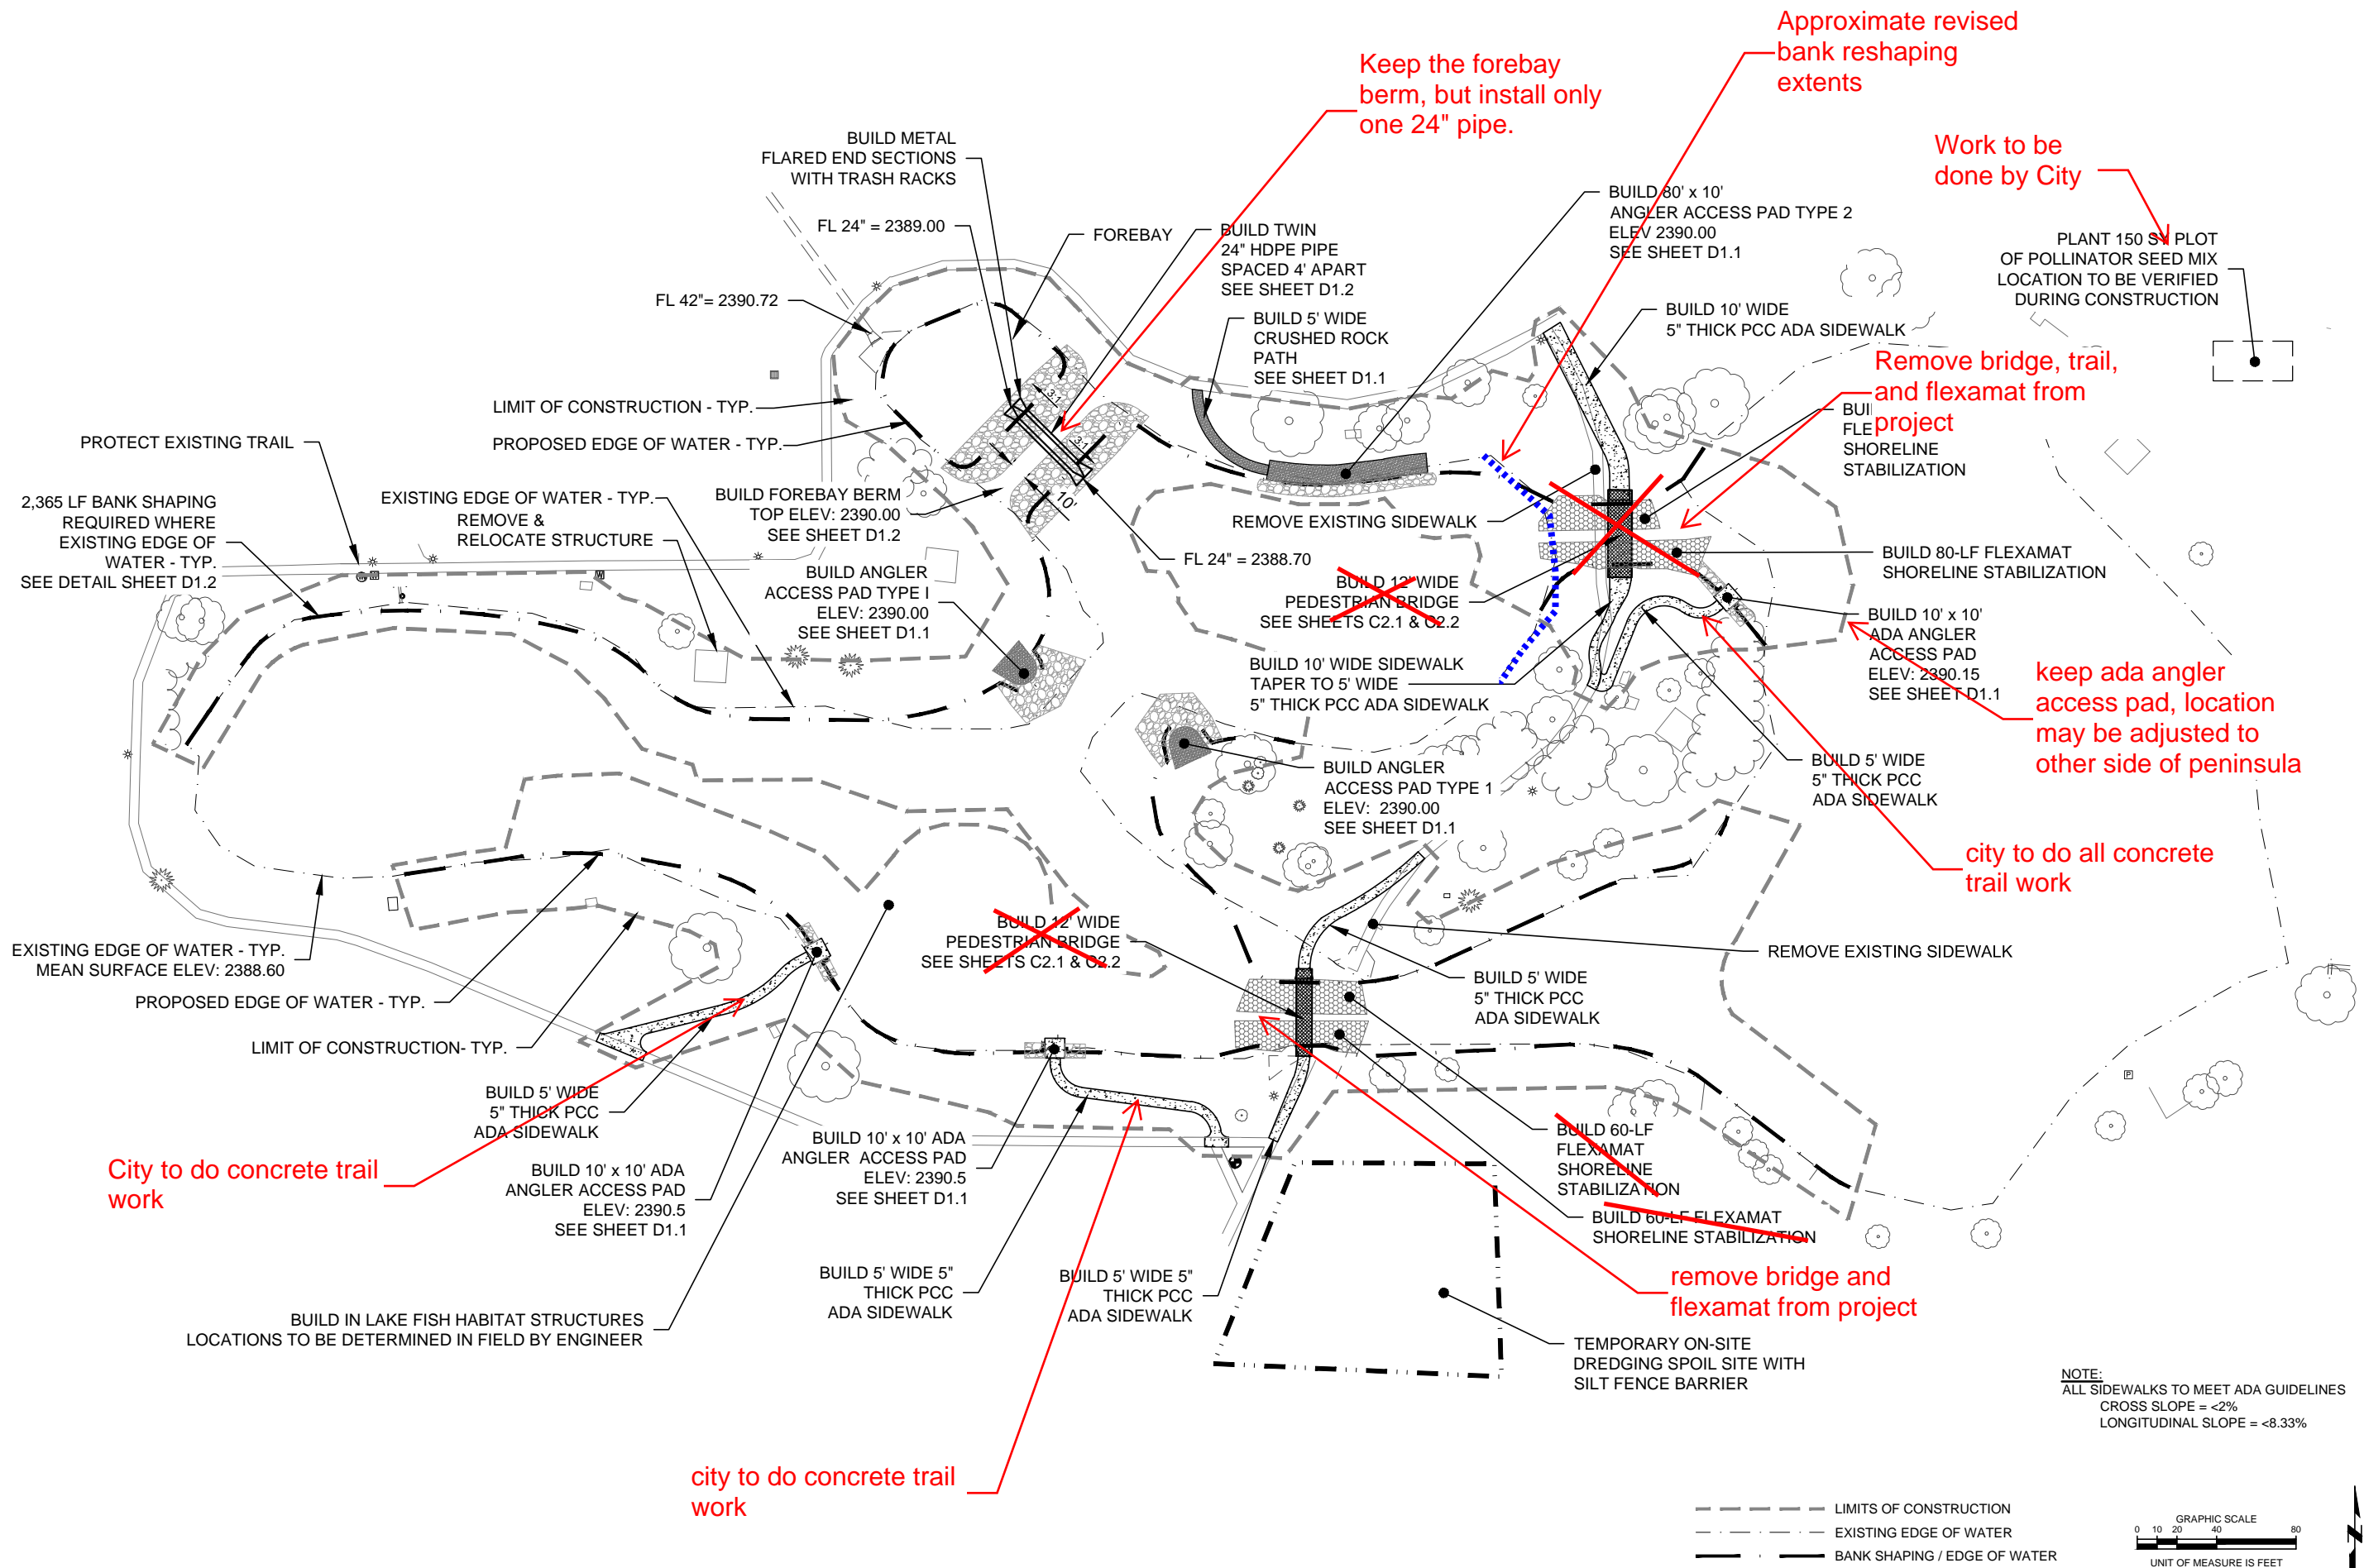 Approximate revised
bank reshaping
extents
Keep the forebay
berm, but install only
one 24" pipe.
Work to be
done by City
BUILD METAL
FLARED END SECTIONS
WITH TRASH RACKS
FL 24" = 2389.00
FOREBAY
BUILD TWIN
24" HDPE PIPE
SPACED 4' APART
SEE SHEET D1.2
BUILD 80' x 10'
ANGLER ACCESS PAD TYPE 2
ELEV 2390.00
SEE SHEET D1.1
PLANT 150 SY PLOT
OF POLLINATOR SEED MIX
LOCATION TO BE VERIFIED
DURING CONSTRUCTION
FL 42"= 2390.72
BUILD 5' WIDE
CRUSHED ROCK
PATH
SEE SHEET D1.1
BUILD 10' WIDE
5" THICK PCC ADA SIDEWALK
Remove bridge, trail,
and flexamat from
project
LIMIT OF CONSTRUCTION - TYP.
PROPOSED EDGE OF WATER - TYP.
3:1
3:1
10'
BUI
FLE
SHORELINE
STABILIZATION
PROTECT EXISTING TRAIL
2,365 LF BANK SHAPING
REQUIRED WHERE
EXISTING EDGE OF
WATER - TYP.
SEE DETAIL SHEET D1.2
EXISTING EDGE OF WATER - TYP.
REMOVE &
RELOCATE STRUCTURE
BUILD FOREBAY BERM
TOP ELEV: 2390.00
SEE SHEET D1.2
REMOVE EXISTING SIDEWALK
FL 24" = 2388.70
BUILD 80-LF FLEXAMAT
SHORELINE STABILIZATION
BUILD ANGLER
ACCESS PAD TYPE I
ELEV: 2390.00
SEE SHEET D1.1
BUILD 12' WIDE
PEDESTRIAN BRIDGE
SEE SHEETS C2.1 & C2.2
BUILD 10' x 10'
ADA ANGLER
ACCESS PAD
ELEV: 2390.15
SEE SHEET D1.1
BUILD 10' WIDE SIDEWALK
TAPER TO 5' WIDE
5" THICK PCC ADA SIDEWALK
keep ada angler
access pad, location
may be adjusted to
other side of peninsula
BUILD ANGLER
ACCESS PAD TYPE 1
ELEV: 2390.00
SEE SHEET D1.1
BUILD 5' WIDE
5" THICK PCC
ADA SIDEWALK
city to do all concrete
trail work
EXISTING EDGE OF WATER - TYP.
MEAN SURFACE ELEV: 2388.60
PROPOSED EDGE OF WATER - TYP.
LIMIT OF CONSTRUCTION- TYP.
BUILD 12' WIDE
PEDESTRIAN BRIDGE
SEE SHEETS C2.1 & C2.2
REMOVE EXISTING SIDEWALK
BUILD 5' WIDE
5" THICK PCC
ADA SIDEWALK
BUILD 5' WIDE
5" THICK PCC
ADA SIDEWALK
City to do concrete trail
work
BUILD 10' x 10' ADA
ANGLER ACCESS PAD
ELEV: 2390.5
SEE SHEET D1.1
BUILD 10' x 10' ADA
ANGLER ACCESS PAD
ELEV: 2390.5
SEE SHEET D1.1
P
BUILD 60-LF
FLEXAMAT
SHORELINE
STABILIZATION
BUILD 60-LF FLEXAMAT
SHORELINE STABILIZATION
BUILD 5' WIDE 5"
THICK PCC
ADA SIDEWALK
BUILD 5' WIDE 5"
THICK PCC
ADA SIDEWALK
remove bridge and
flexamat from project
BUILD IN LAKE FISH HABITAT STRUCTURES
LOCATIONS TO BE DETERMINED IN FIELD BY ENGINEER
TEMPORARY ON-SITE
DREDGING SPOIL SITE WITH
SILT FENCE BARRIER
NOTE:
ALL SIDEWALKS TO MEET ADA GUIDELINES
CROSS SLOPE = <2%
LONGITUDINAL SLOPE = <8.33%
city to do concrete trail
work
LIMITS OF CONSTRUCTION
EXISTING EDGE OF WATER
BANK SHAPING / EDGE OF WATER
GRAPHIC SCALE
0 10 20 40 80
UNIT OF MEASURE IS FEET